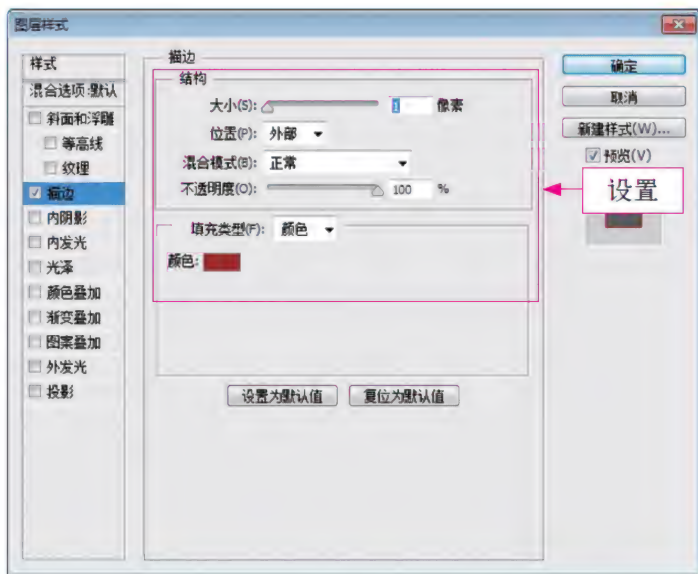 图层样式
样式
混合选项:默认
斜面和浮雕
等高线
纹理
描边
内阴影
内发光
光泽
颜色叠加
渐变叠加
图案叠加
外发光
投影
描边
结构
大小(S): 1 像素
位置(P): 外部
混合模式(B): 正常
不透明度(O): 100 %
填充类型(F): 颜色
颜色:
设置为默认值 复位为默认值
确定
取消
新建样式(W)...
预览(V)
设置